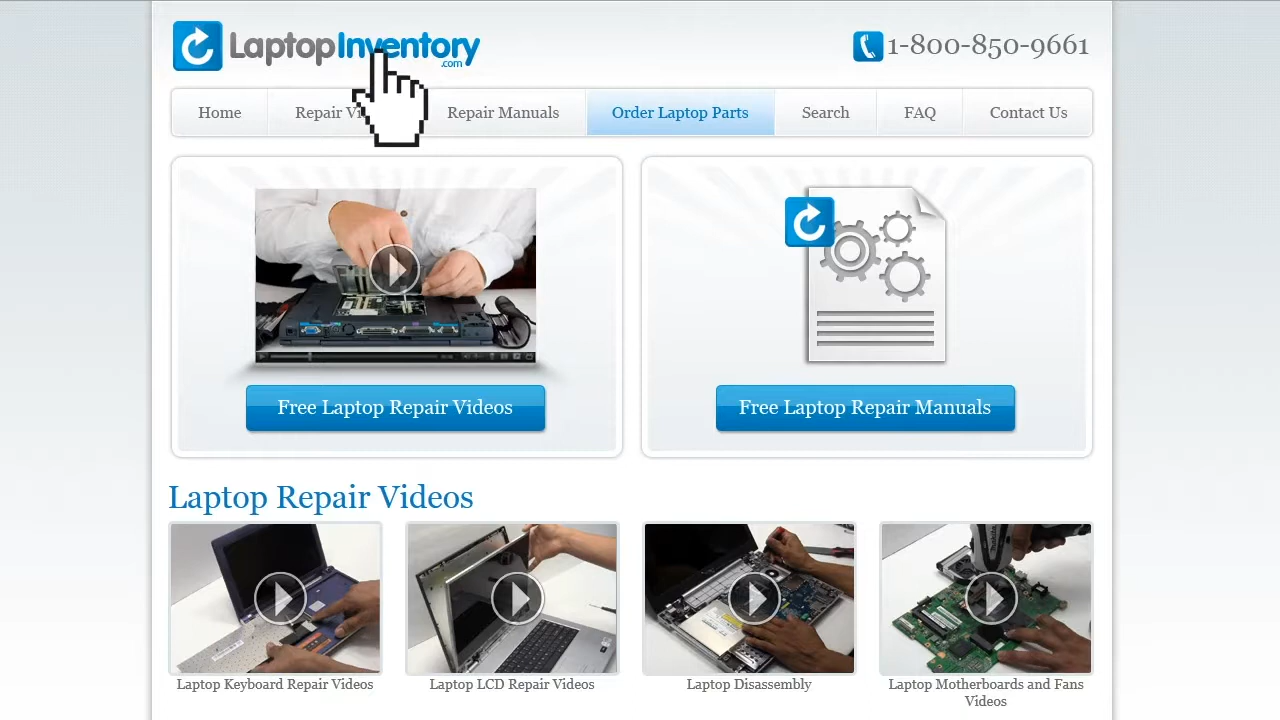 LaptopInventory
.com
1-800-850-9661
Home
Repair Vi
Repair Manuals
Order Laptop Parts
Search
FAQ
Contact Us
Free Laptop Repair Videos
Free Laptop Repair Manuals
Laptop Repair Videos
Laptop Keyboard Repair Videos
Laptop LCD Repair Videos
Laptop Disassembly
Laptop Motherboards and Fans
Videos